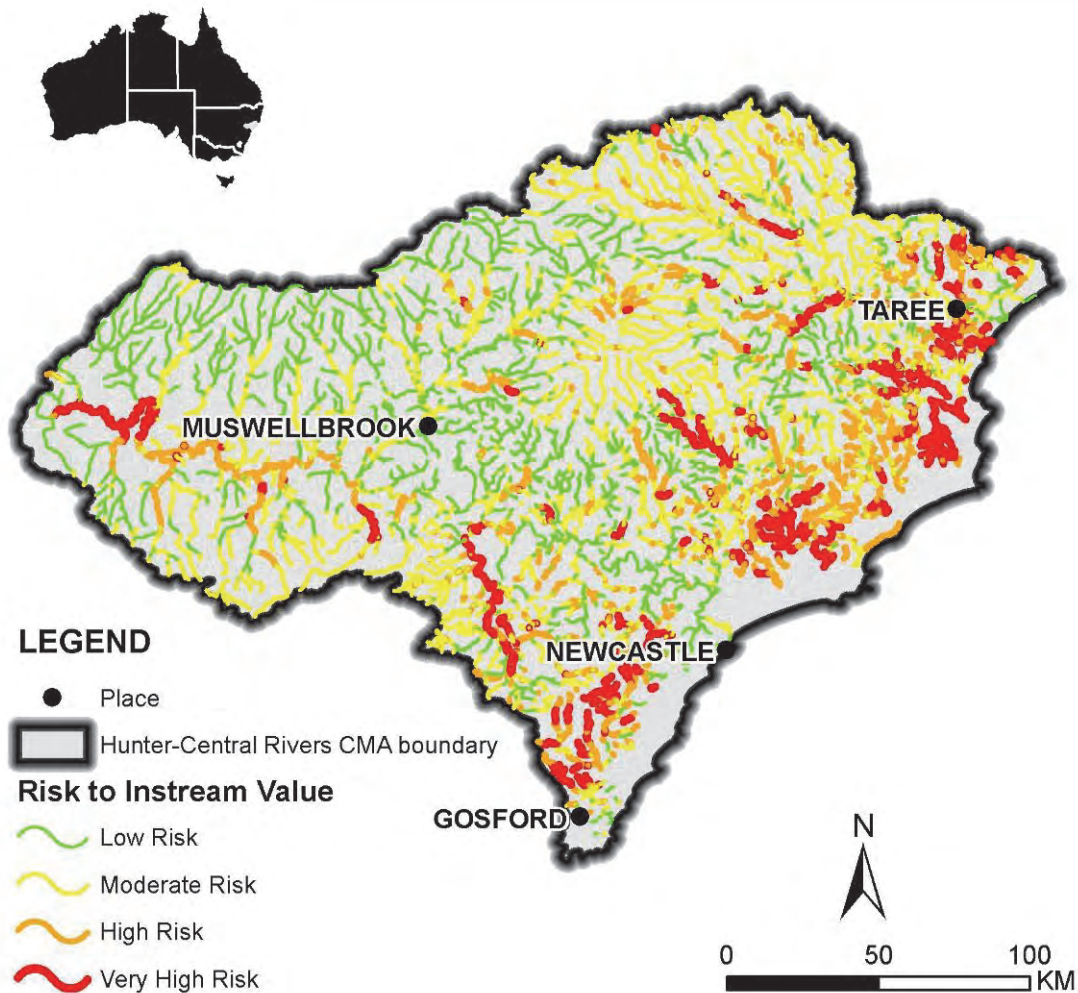 TAREE
MUSWELLBROOK
NEWCASTLE
GOSFORD
LEGEND
Place
Hunter-Central Rivers CMA boundary
Risk to Instream Value
Low Risk
Moderate Risk
High Risk
Very High Risk
N
0 50 100
KM